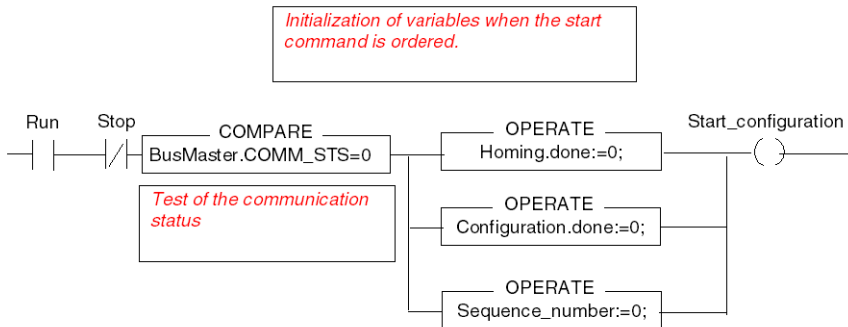 Initialization of variables when the start
command is ordered.
Run
Stop
COMPARE
BusMaster.COMM_STS=0
OPERATE
Homing.done:=0;
Start_configuration
Test of the communication
status
OPERATE
Configuration.done:=0;
OPERATE
Sequence_number:=0;